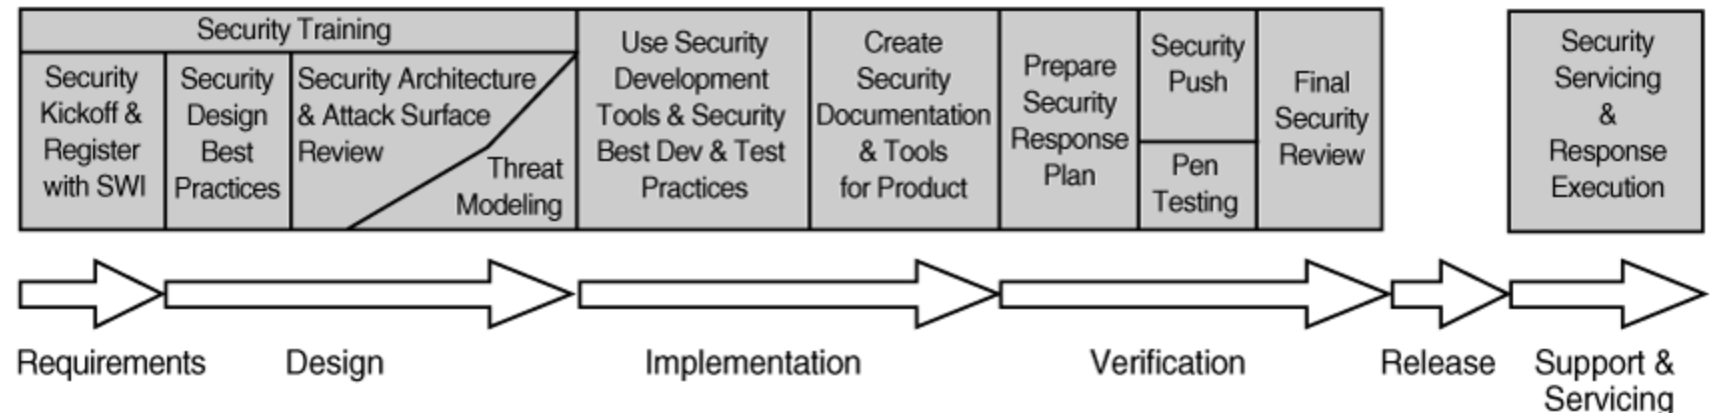 Security Training
Security
Kickoff &
Register
with SWI
Security
Design
Best
Practices
Security Architecture
& Attack Surface
Review
Threat
Modeling
Use Security
Development
Tools & Security
Best Dev & Test
Practices
Create
Security
Documentation
& Tools
for Product
Prepare
Security
Response
Plan
Security
Push
Pen
Testing
Final
Security
Review
Security
Servicing
&
Response
Execution
Requirements
Design
Implementation
Verification
Release
Support &
Servicing